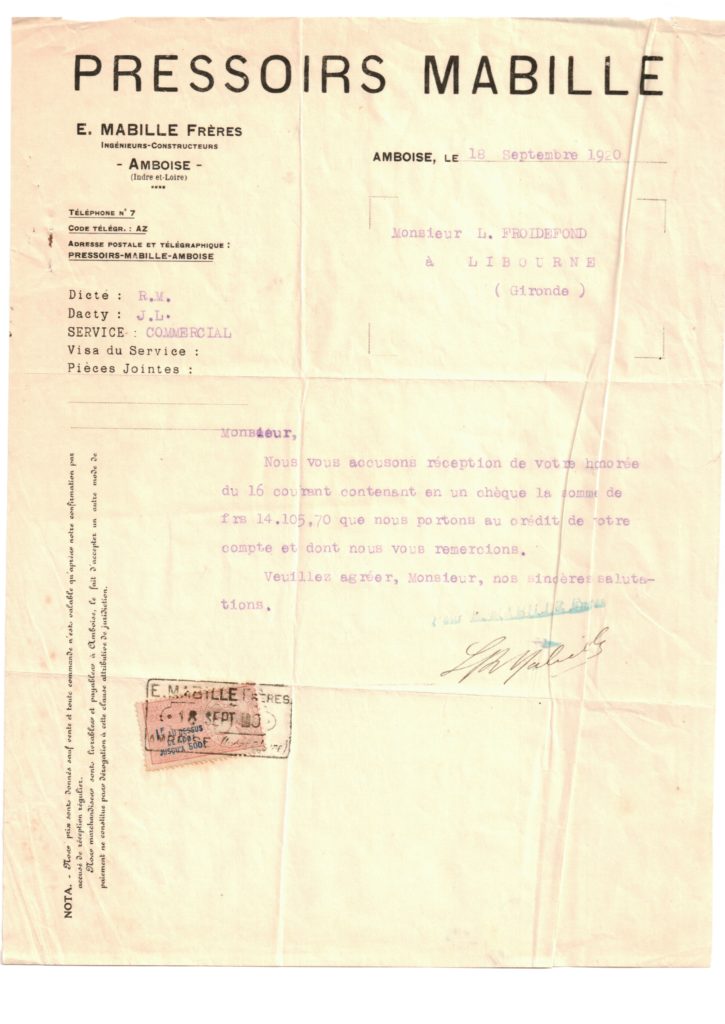 PRESSOIRS MABILLE
E. MABILLE FRÈRES
INGÉNIEURS-CONSTRUCTEURS
- AMBOISE -
(Indre et-Loire)
TÉLÉPHONE N° 7
CODE TÉLÉGR. : AZ
ADRESSE POSTALE ET TÉLÉGRAPHIQUE :
PRESSOIRS-MABILLE-AMBOISE
AMBOISE, LE 18 Septembre 1920
Monsieur L. FROIDEFOND
à LIBOURNE
( Gironde )
Dicté : R.M.
Dacty : J.L.
SERVICE : COMMERCIAL
Visa du Service :
Pièces Jointes :
Monsieur,
Nous vous accusons réception de votre honorée
du 16 courant contenant en un chèque la somme de
frs 14.105,70 que nous portons au crédit de votre
compte et dont nous vous remercions.
Veuillez agréer, Monsieur, nos sincères saluta-
tions.
E. MABILLE FRÈRES
18 SEPT
AMBOISE
NOTA. - Nos prix sont donnés sauf vente et toute commande n'est valable qu'après notre confirmation par
accusé de réception régulier.
Nos marchandises sont livrables et payables à Amboise, le fait d'accepter un autre mode de
paiement ne constitue pas dérogation à cette clause attributive de juridiction.